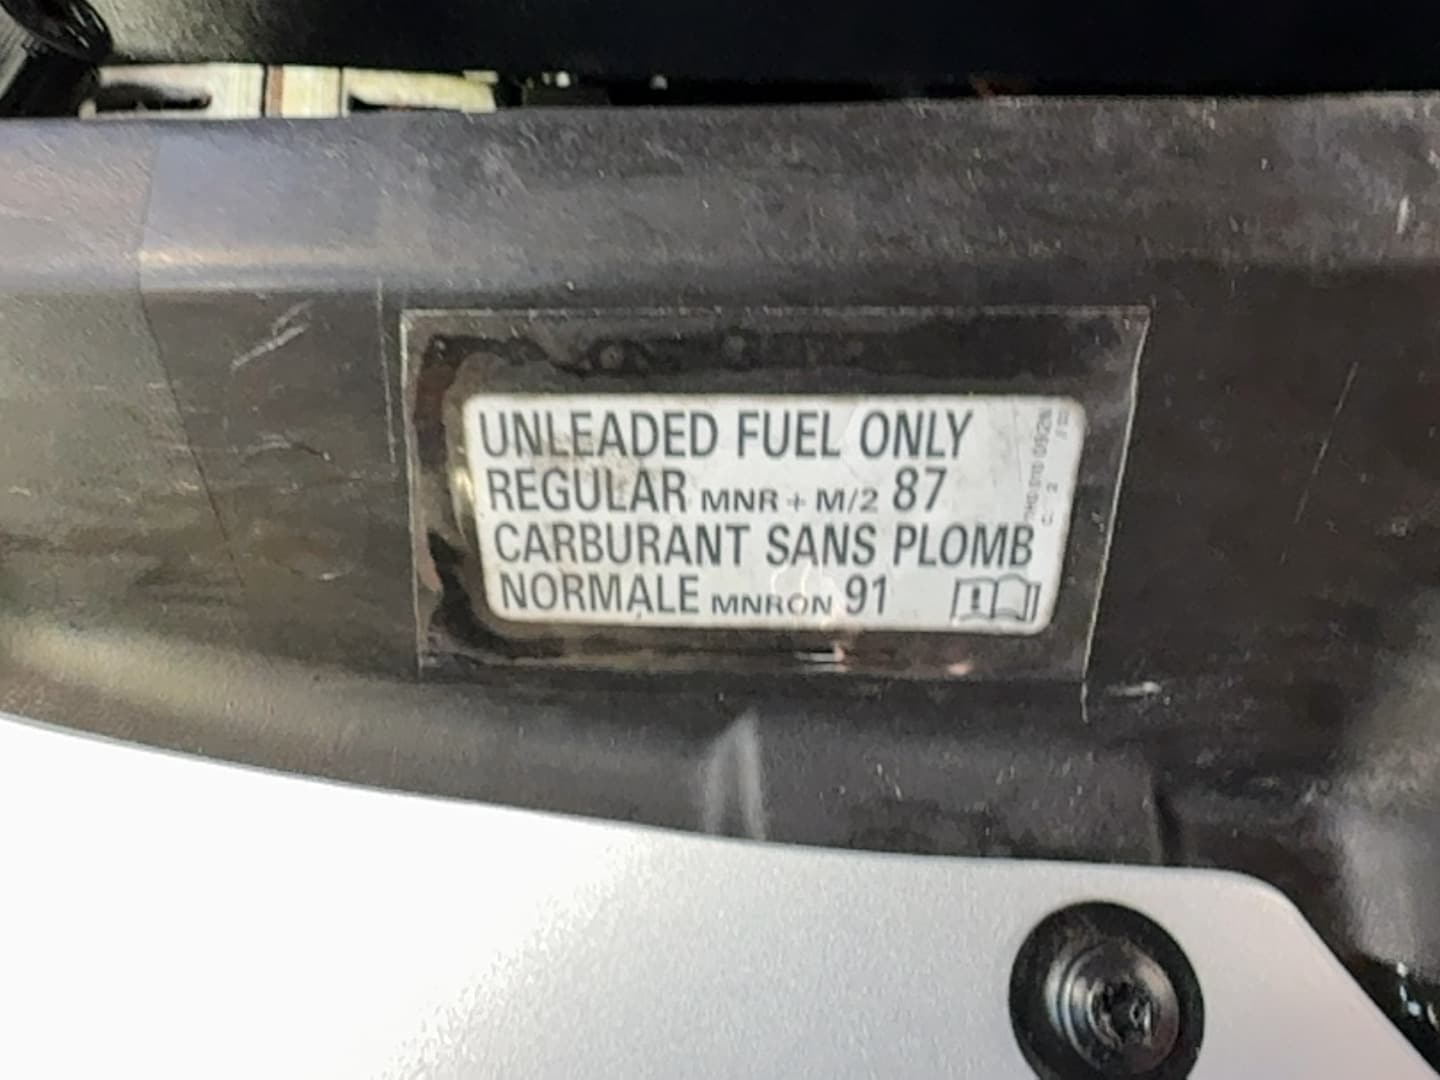 UNLEADED FUEL ONLY
REGULAR MNR + M/2 87
CARBURANT SANS PLOMB
NORMALE MNRON 91